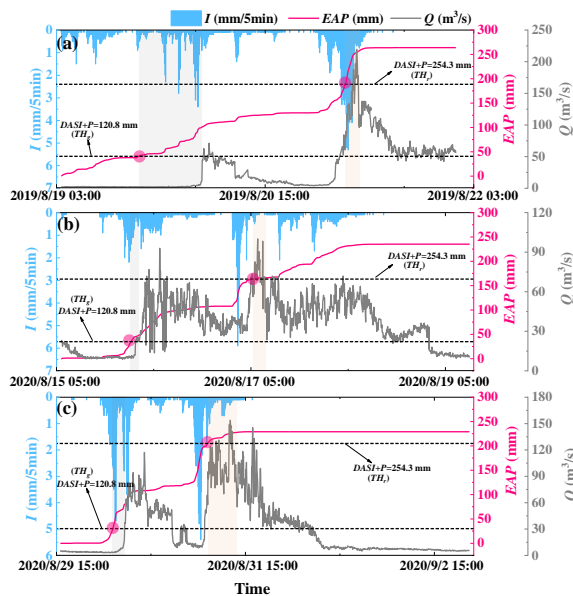 I (mm/5min) EAP (mm) Q (m³/s)
(a)
0 300 250
1 250 200
2 200 150
3 150 100
4 100
5 50 50
6 0
7 0
I (mm/5min)
EAP (mm)
Q (m³/s)
DASI+P=254.3 mm
(THr)
DASI+P=120.8 mm
(THg)
2019/8/19 03:00 2019/8/20 15:00 2019/8/22 03:00
(b)
0 300 120
1 250
2 200 90
3 150 60
4 100
5 50 30
6 0
7 0
I (mm/5min)
EAP (mm)
Q (m³/s)
DASI+P=254.3 mm
(THr)
(THg)
DASI+P=120.8 mm
2020/8/15 05:00 2020/8/17 05:00 2020/8/19 05:00
(c)
0 300 180
1 250 150
2 200 120
3 150 90
4 100 60
5 50 30
6 0 0
I (mm/5min)
EAP (mm)
Q (m³/s)
DASI+P=254.3 mm
(THr)
(THg)
DASI+P=120.8 mm
2020/8/29 15:00 2020/8/31 15:00 2020/9/2 15:00
Time